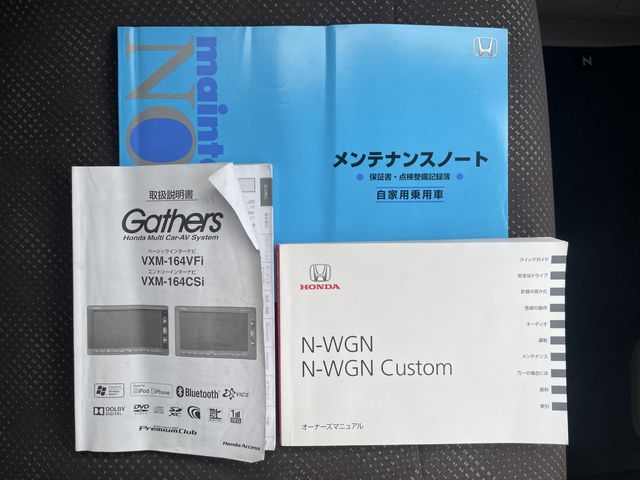 mainte
NO
メンテナンスノート
● 保証書・点検整備記録簿 ●
自家用乗用車
取扱説明書
Gathers
Honda Multi Car-AV System
ベーシックインターナビ
VXM-164VFi
エントリーインターナビ
VXM-164CSi
iPod iPhone
Bluetooth
VICS
DOLBY
DIGITAL
DVD
XC
PremiumClub
Honda Access
HONDA
N-WGN
N-WGN Custom
オーナーズマニュアル
クイックガイド
安全なドライブ
計器の見かた
各部の操作
オーディオ
運転
メンテナンス
万一の場合には
資料
索引
N